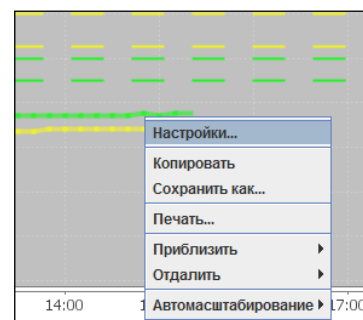 Настройки...
Копировать
Сохранить как...
Печать...
Приблизить
Отдалить
Автомасштабирование
14:00
17:00